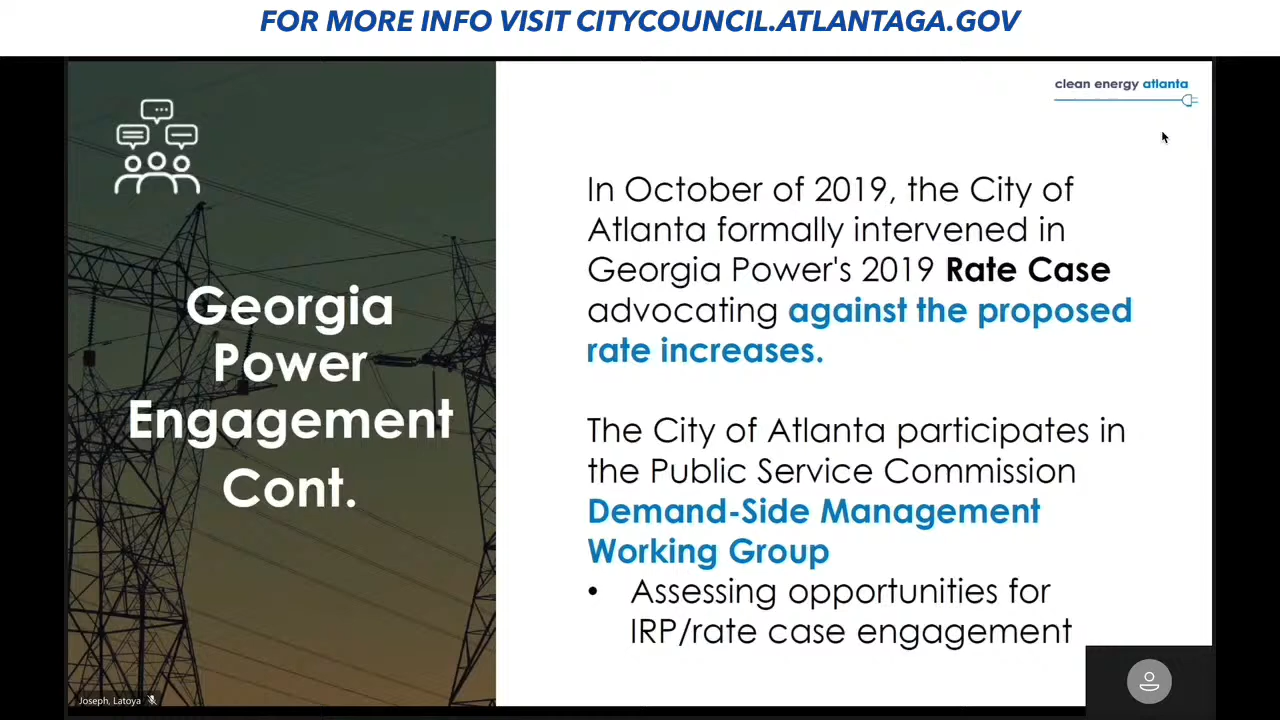 FOR MORE INFO VISIT CITYCOUNCIL.ATLANTAGA.GOV
clean energy atlanta
Georgia
Power
Engagement
Cont.
In October of 2019, the City of
Atlanta formally intervened in
Georgia Power's 2019 Rate Case
advocating against the proposed
rate increases.
The City of Atlanta participates in
the Public Service Commission
Demand-Side Management
Working Group
• Assessing opportunities for
IRP/rate case engagement
Joseph, Latoya